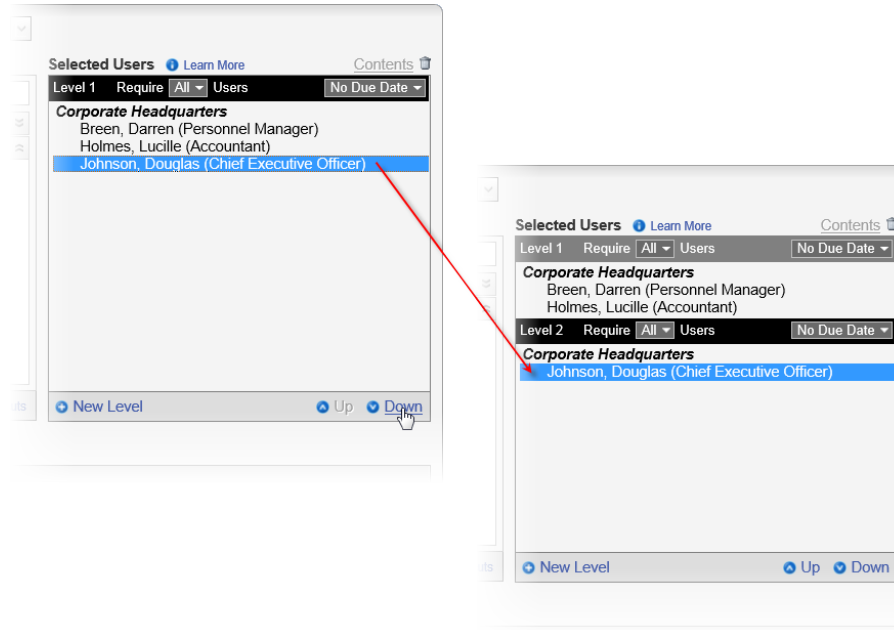 Selected Users Learn More Contents
Level 1 Require All Users No Due Date
Corporate Headquarters
Breen, Darren (Personnel Manager)
Holmes, Lucille (Accountant)
Johnson, Douglas (Chief Executive Officer)
New Level Up Down
Selected Users Learn More Contents
Level 1 Require All Users No Due Date
Corporate Headquarters
Breen, Darren (Personnel Manager)
Holmes, Lucille (Accountant)
Level 2 Require All Users No Due Date
Corporate Headquarters
Johnson, Douglas (Chief Executive Officer)
New Level Up Down